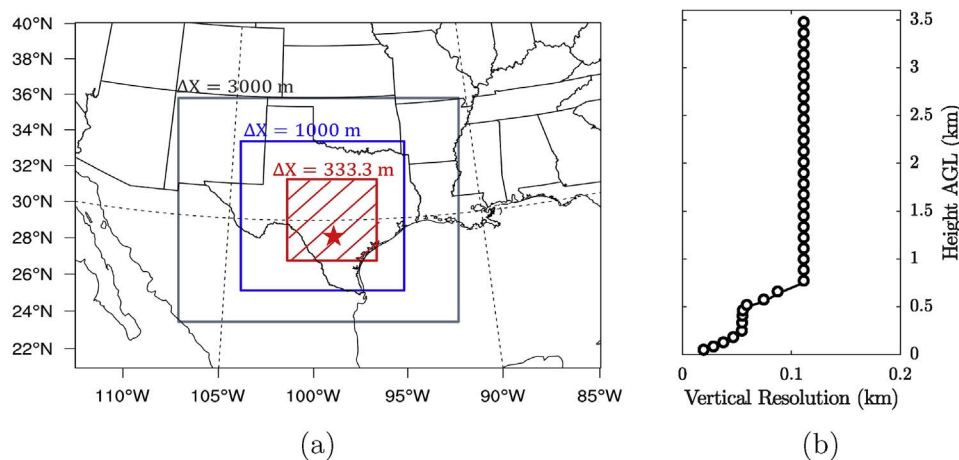 40°N
38°N
36°N
34°N
32°N
30°N
28°N
26°N
24°N
22°N
ΔX = 3000 m
ΔX = 1000 m
ΔX = 333.3 m
110°W
105°W
100°W
95°W
90°W
85°W
(a)
3.5
3
2.5
2
1.5
1
0.5
0
Height AGL (km)
0
0.1
0.2
Vertical Resolution (km)
(b)